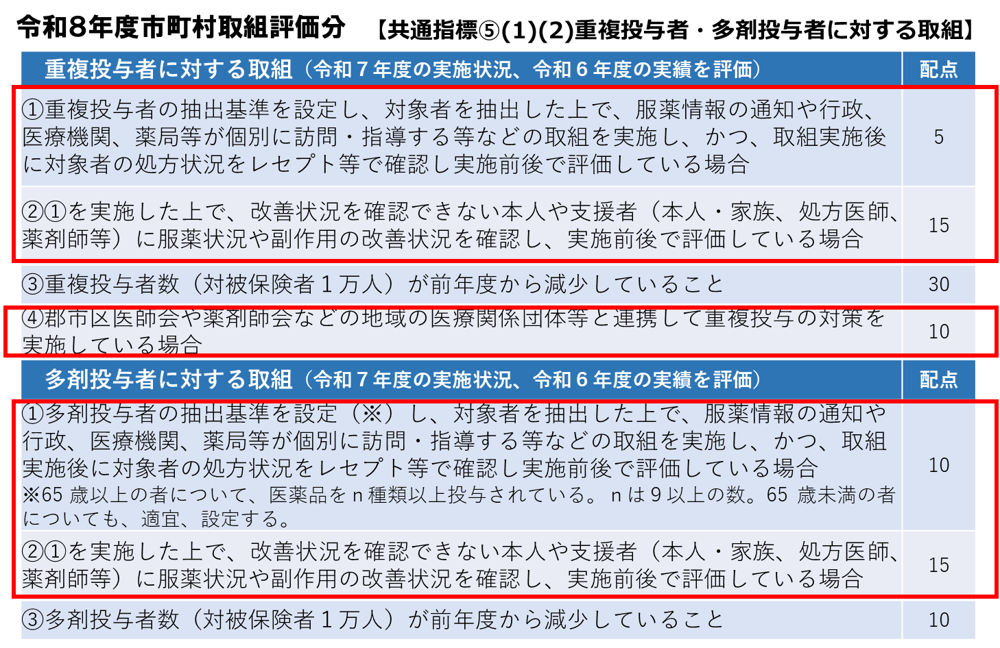 令和8年度市町村取組評価分 【共通指標⑤(1)(2)重複投与者・多剤投与者に対する取組】
重複投与者に対する取組（令和７年度の実施状況、令和６年度の実績を評価） 配点
①重複投与者の抽出基準を設定し、対象者を抽出した上で、服薬情報の通知や行政、
医療機関、薬局等が個別に訪問・指導する等などの取組を実施し、かつ、取組実施後
に対象者の処方状況をレセプト等で確認し実施前後で評価している場合
5
②①を実施した上で、改善状況を確認できない本人や支援者（本人・家族、処方医師、
薬剤師等）に服薬状況や副作用の改善状況を確認し、実施前後で評価している場合
15
③重複投与者数（対被保険者１万人）が前年度から減少していること 30
④郡市区医師会や薬剤師会などの地域の医療関係団体等と連携して重複投与の対策を
実施している場合
10
多剤投与者に対する取組（令和７年度の実施状況、令和６年度の実績を評価） 配点
①多剤投与者の抽出基準を設定（※）し、対象者を抽出した上で、服薬情報の通知や
行政、医療機関、薬局等が個別に訪問・指導する等などの取組を実施し、かつ、取組
実施後に対象者の処方状況をレセプト等で確認し実施前後で評価している場合
※65 歳以上の者について、医薬品をｎ種類以上投与されている。ｎは９以上の数。65 歳未満の者
についても、適宜、設定する。
10
②①を実施した上で、改善状況を確認できない本人や支援者（本人・家族、処方医師、
薬剤師等）に服薬状況や副作用の改善状況を確認し、実施前後で評価している場合
15
③多剤投与者数（対被保険者１万人）が前年度から減少していること 10